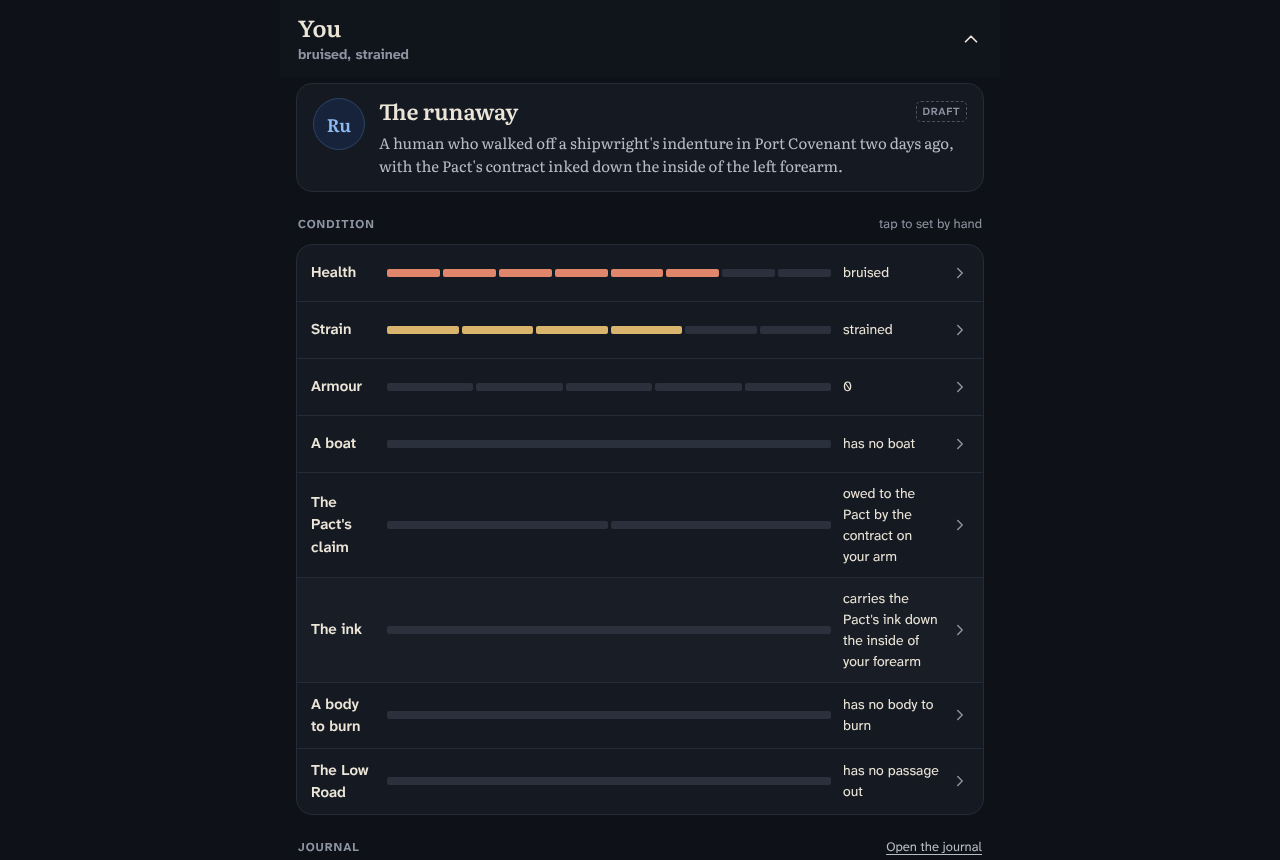 You
bruised, strained
Ru
The runaway
DRAFT
A human who walked off a shipwright's indenture in Port Covenant two days ago,
with the Pact's contract inked down the inside of the left forearm.
CONDITION
tap to set by hand
Health
bruised
Strain
strained
Armour
0
A boat
has no boat
The
Pact's
claim
owed to the
Pact by the
contract on
your arm
The ink
carries the
Pact's ink down
the inside of
your forearm
A body
to burn
has no body to
burn
The Low
Road
has no passage
out
JOURNAL
Open the journal